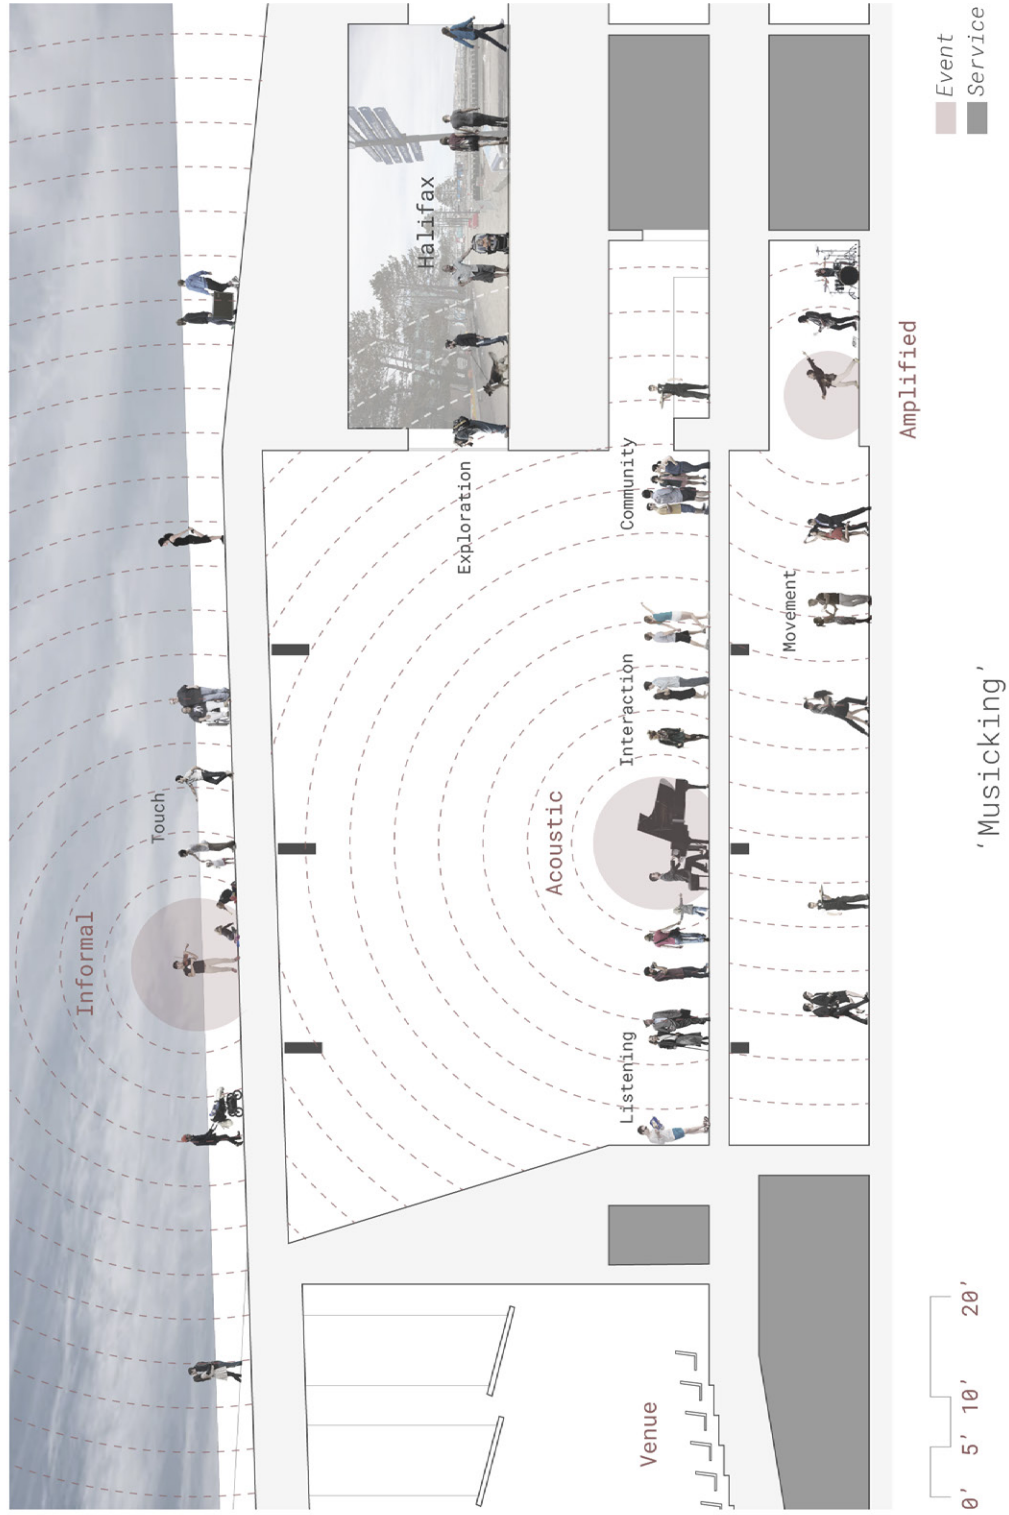 Informal
Touch
Halifax
Exploration
Acoustic
Listening
Interaction
Community
Venue
Movement
Amplified
0' 5' 10' 20'
'Musicking'
Event
Service